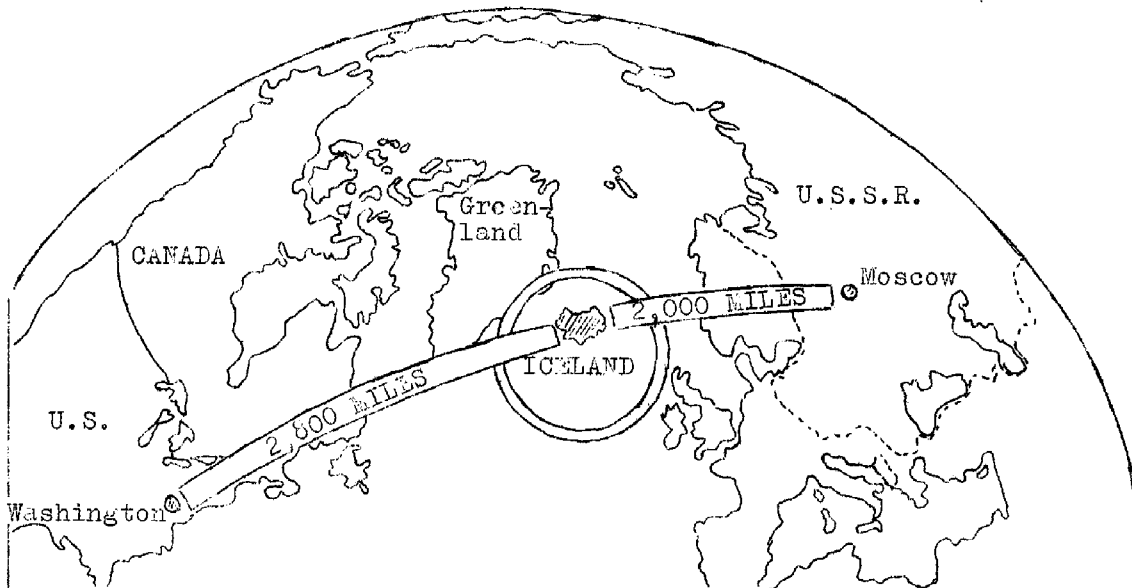 U.S.S.R.
Green-
land
CANADA
Moscow
2,000 MILES
ICELAND
2,800 MILES
U.S.
Washington